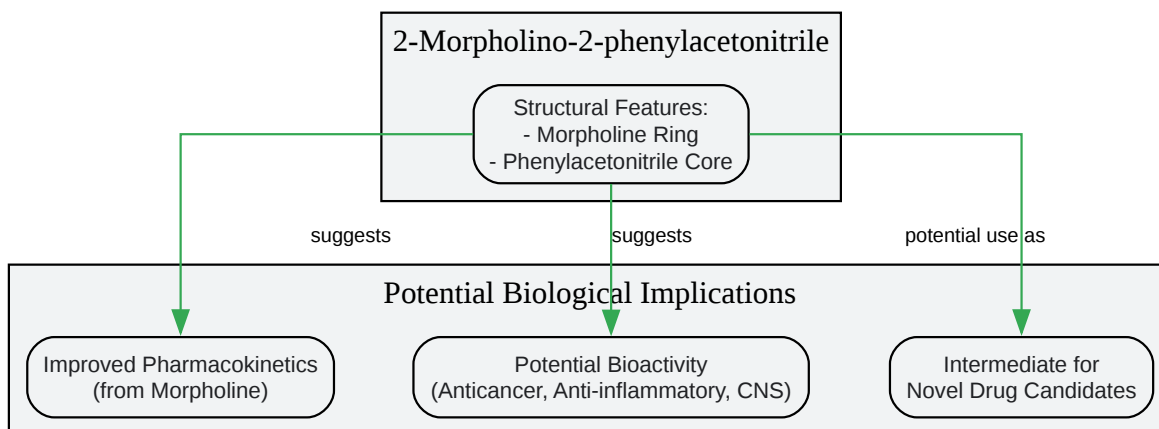 2-Morpholino-2-phenylacetonitrile
Structural Features:
- Morpholine Ring
- Phenylacetonitrile Core
suggests
suggests
potential use as
Potential Biological Implications
Improved Pharmacokinetics
(from Morpholine)
Potential Bioactivity
(Anticancer, Anti-inflammatory, CNS)
Intermediate for
Novel Drug Candidates